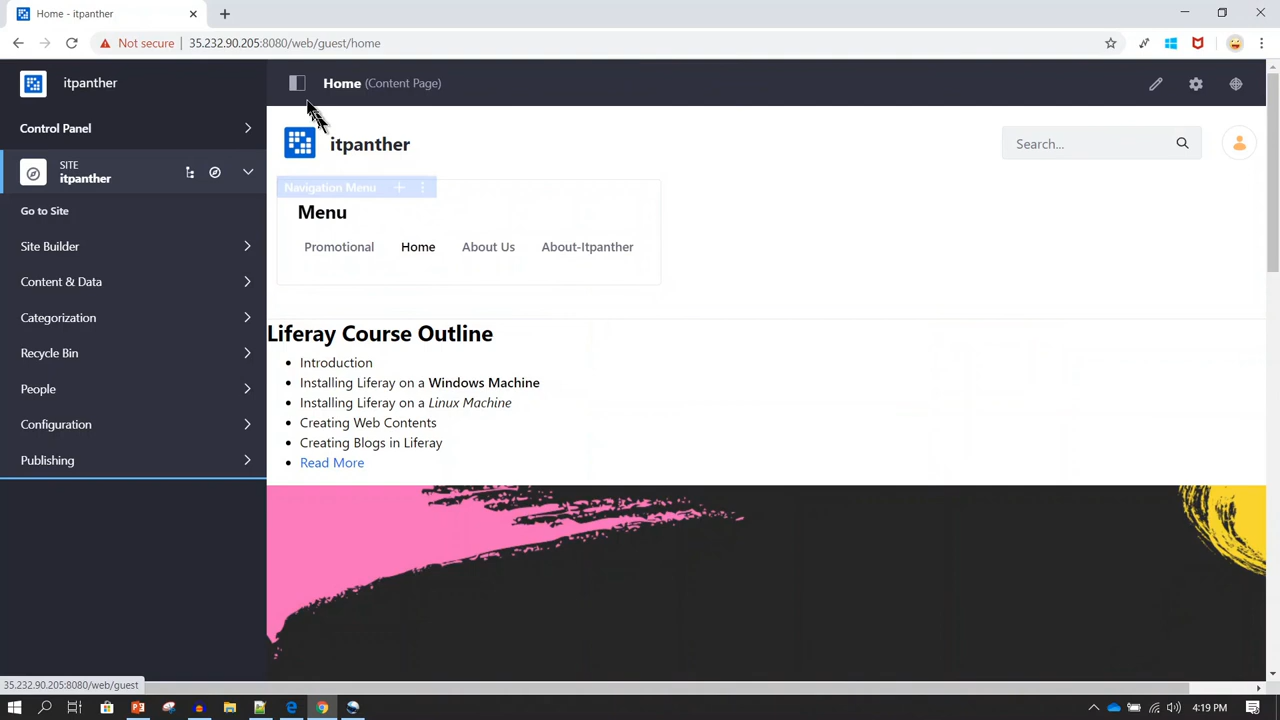 Home - itpanther
Not secure | 35.232.90.205:8080/web/guest/home
itpanther
Home (Content Page)
Control Panel
itpanther
Search...
SITE
itpanther
Navigation Menu
Go to Site
Menu
Site Builder
Promotional Home About Us About-Itpanther
Content & Data
Categorization
Liferay Course Outline
Recycle Bin
Introduction
Installing Liferay on a Windows Machine
People
Installing Liferay on a Linux Machine
Configuration
Creating Web Contents
Creating Blogs in Liferay
Publishing
Read More
35.232.90.205:8080/web/guest
4:19 PM